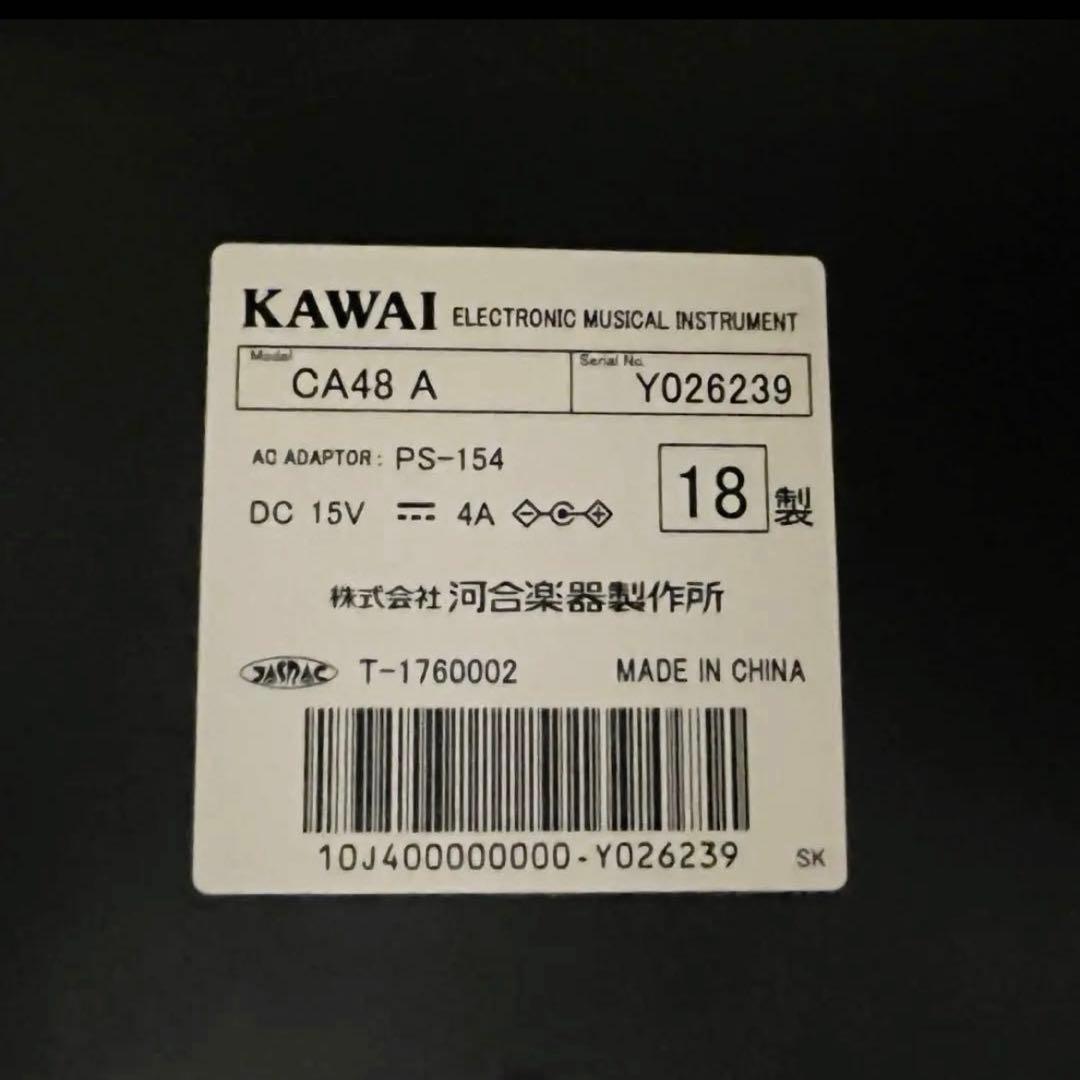 KAWAI ELECTRONIC MUSICAL INSTRUMENT
Model Serial No.
CA48 A Y026239
AC ADAPTOR: PS-154
DC 15V 4A
18 製
株式会社 河合楽器製作所
JASRAC T-1760002 MADE IN CHINA
10J400000000-Y026239 SK